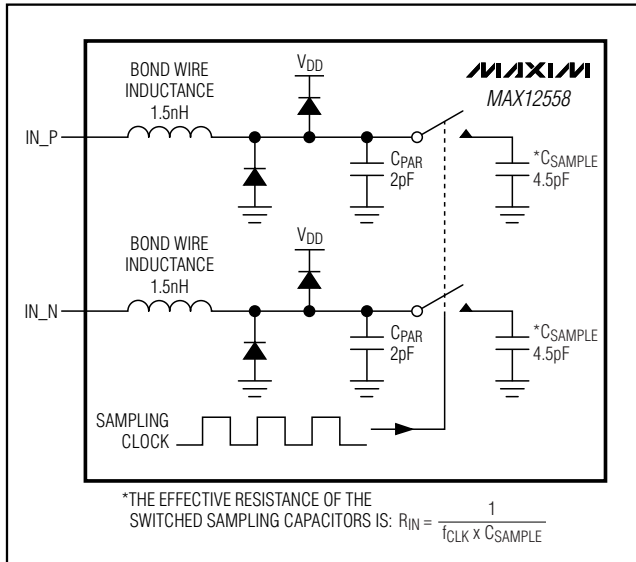 BOND WIRE
INDUCTANCE
1.5nH
VDD
MAXIM
MAX12558
IN_P
CPAR
2pF
*CSAMPLE
4.5pF
BOND WIRE
INDUCTANCE
1.5nH
VDD
IN_N
CPAR
2pF
*CSAMPLE
4.5pF
SAMPLING
CLOCK
*THE EFFECTIVE RESISTANCE OF THE
SWITCHED SAMPLING CAPACITORS IS: RIN = 1
fCLK x CSAMPLE